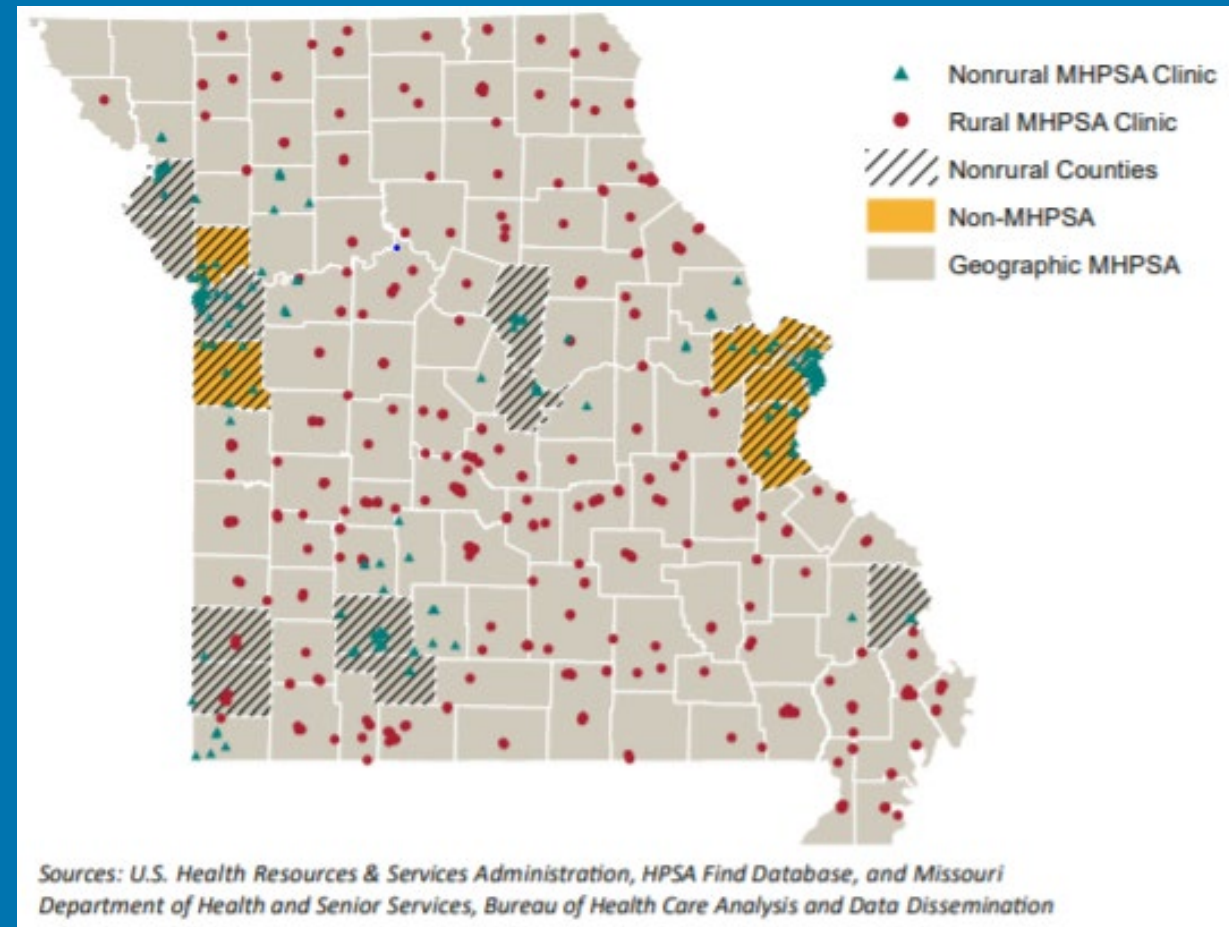 Nonrural MHPSA Clinic
Rural MHPSA Clinic
Nonrural Counties
Non-MHPSA
Geographic MHPSA
Sources: U.S. Health Resources & Services Administration, HPSA Find Database, and Missouri
Department of Health and Senior Services, Bureau of Health Care Analysis and Data Dissemination